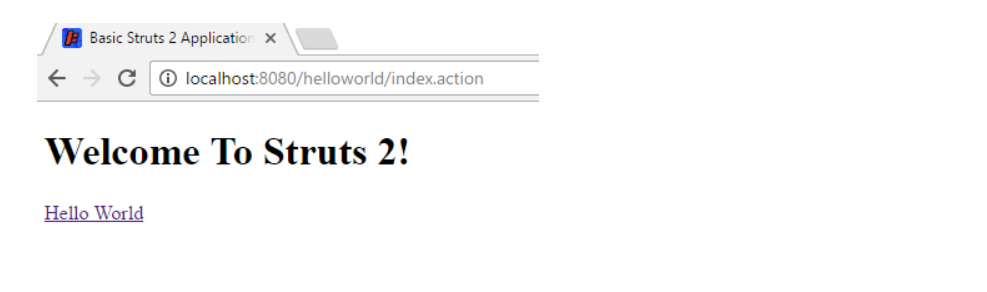 Basic Struts 2 Application
localhost:8080/helloworld/index.action
Welcome To Struts 2!
Hello World